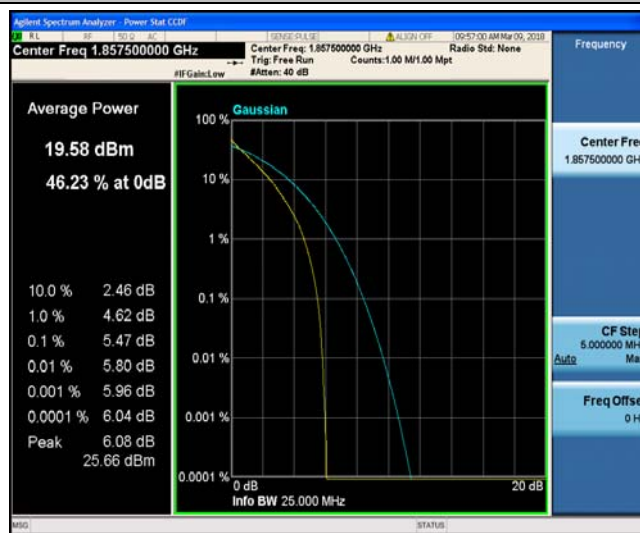 Agilent Spectrum Analyzer - Power Stat CCDF
RL RF 50 Ω AC SENSE:PULSE ALIGN OFF 09:57:00 AM Mar 09, 2018
Center Freq 1.857500000 GHz
Center Freq: 1.857500000 GHz Radio Std: None
Trig: Free Run Counts:1.00 M/1.00 Mpt
#IFGain:Low #Atten: 40 dB
Frequency
Average Power
19.58 dBm
46.23 % at 0dB
10.0 % 2.46 dB
1.0 % 4.62 dB
0.1 % 5.47 dB
0.01 % 5.80 dB
0.001 % 5.96 dB
0.0001 % 6.04 dB
Peak 6.08 dB
25.66 dBm
Gaussian
100 %
10 %
1 %
0.1 %
0.01 %
0.001 %
0.0001 %
0 dB 20 dB
Info BW 25.000 MHz
Center Fre
1.857500000 GH
CF Step
5.000000 MH
Auto Ma
Freq Offse
0 H
MSG STATUS